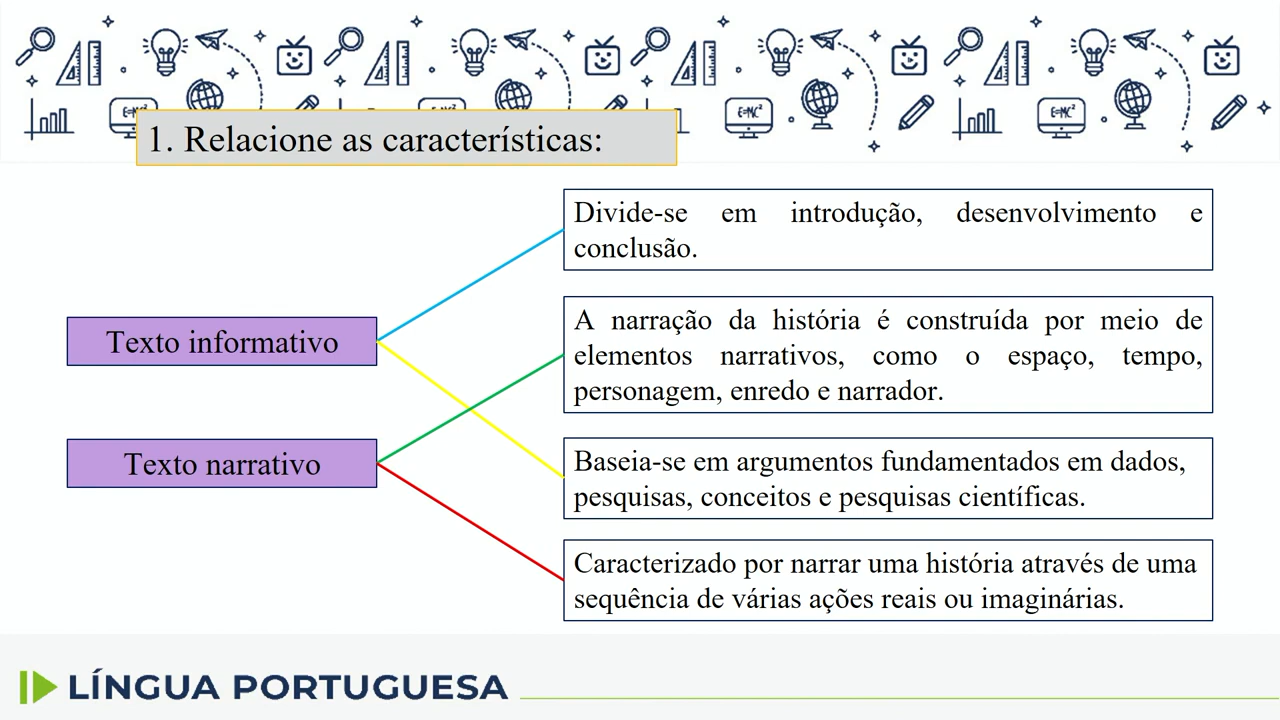 E=MC²
E=MC²
E=MC²
1. Relacione as características:
Divide-se em introdução, desenvolvimento e
conclusão.
A narração da história é construída por meio de
elementos narrativos, como o espaço, tempo,
personagem, enredo e narrador.
Texto informativo
Texto narrativo
Baseia-se em argumentos fundamentados em dados,
pesquisas, conceitos e pesquisas científicas.
Caracterizado por narrar uma história através de uma
sequência de várias ações reais ou imaginárias.
LÍNGUA PORTUGUESA